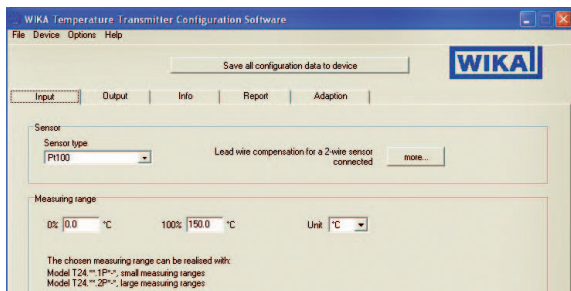 WIKA Temperature Transmitter Configuration Software
File Device Options Help
Save all configuration data to device
WIKA
Input Output Info Report Adaption
Sensor
Sensor type
Pt100
Lead wire compensation for a 2-wire sensor
connected
more...
Measuring range
0% 0.0 °C 100% 150.0 °C Unit °C
The chosen measuring range can be realised with:
Model T24.**.1P*-*, small measuring ranges
Model T24.**.2P*-*, large measuring ranges